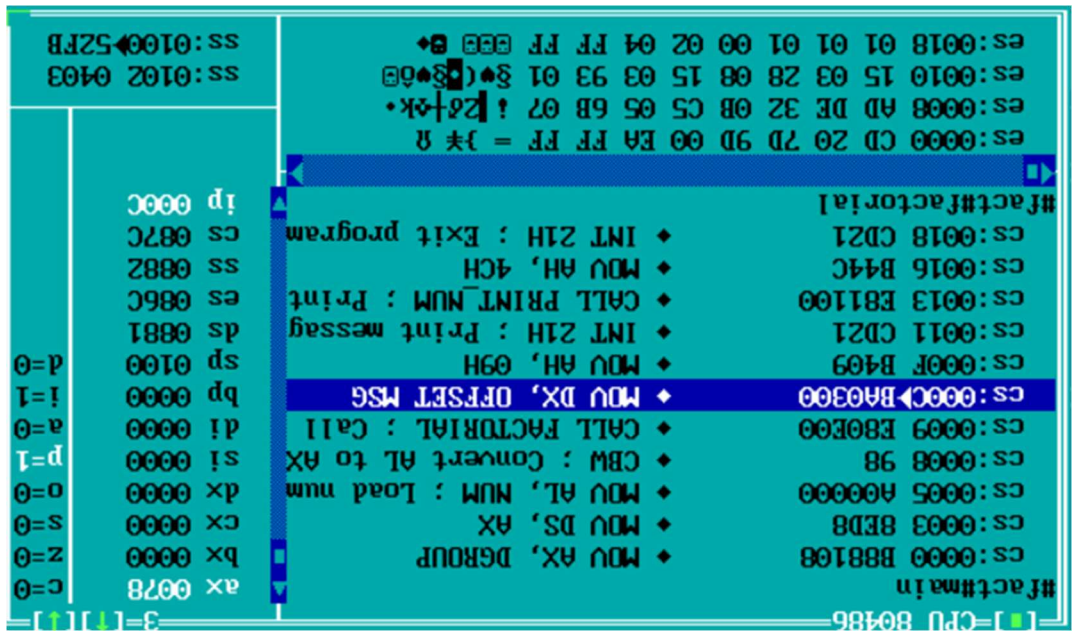 [■]=CPU 80486 3=[↑][↓]
#fact#main ax 0078 c=0
cs:0000 B88108 ♦ MOV AX, DGROUP bx 0000 z=0
cs:0003 8ED8 ♦ MOV DS, AX cx 0000 s=0
cs:0005 A00000 ♦ MOV AL, NUM ; Load num dx 0000 o=0
cs:0008 98 ♦ CBW ; Convert AL to AX si 0000 p=1
cs:0009 E80E00 ♦ CALL FACTORIAL ; Call di 0000 a=0
cs:000C►BA0300 ♦ MOV DX, OFFSET MSG bp 0000 i=1
cs:000F B409 ♦ MOV AH, 09H sp 0100 d=0
cs:0011 CD21 ♦ INT 21H ; Print messag ds 0881
cs:0013 E81100 ♦ CALL PRINT_NUM ; Print es 086C
cs:0016 B44C ♦ MOV AH, 4CH ss 0882
cs:0018 CD21 ♦ INT 21H ; Exit program cs 087C
#fact#factorial ip 000C
es:0000 CD 20 7D 9D 00 EA FF FF = }¥ Ω
es:0008 AD DE 32 0B C5 05 6B 07
es:0010 15 03 28 08 15 03 93 01 ss:0102 0403
es:0018 01 01 01 00 02 04 FF FF ss:0100►52FB